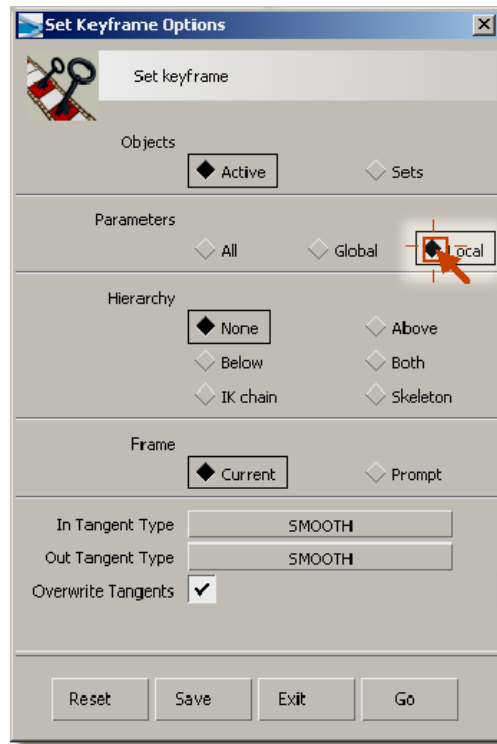 Set Keyframe Options
Set keyframe
Objects
Active Sets
Parameters
All Global Local
Hierarchy
None Above
Below Both
IK chain Skeleton
Frame
Current Prompt
In Tangent Type SMOOTH
Out Tangent Type SMOOTH
Overwrite Tangents
Reset Save Exit Go